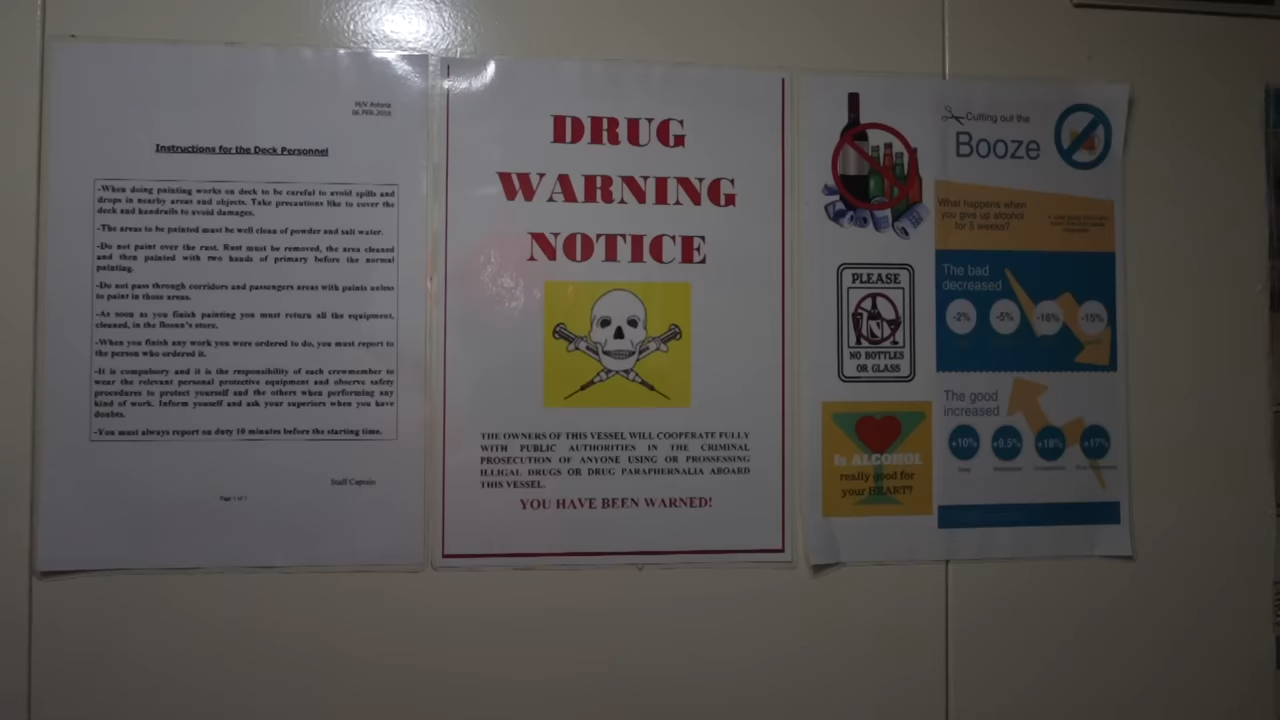 M/V Astoria
06.FEB.2018
Instructions for the Deck Personnel
-When doing painting works on deck to be careful to avoid spills and
drops in nearby areas and objects. Take precautions like to cover the
deck and handrails to avoid damages.
-The areas to be painted must be well clean of powder and salt water.
-Do not paint over the rust. Rust must be removed, the area cleaned
and then painted with two hands of primary before the normal
painting.
-Do not pass through corridors and passengers areas with paints unless
to paint in those areas.
-As soon as you finish painting you must return all the equipment,
cleaned, in the Bosun's store.
-When you finish any work you were ordered to do, you must report to
the person who ordered it.
-It is compulsory and it is the responsibility of each crewmember to
wear the relevant personal protective equipment and observe safety
procedures to protect yourself and the others when performing any
kind of work. Inform yourself and ask your superiors when you have
doubts.
-You must always report on duty 10 minutes before the starting time.
Staff Captain
Page 1 of 1
DRUG
WARNING
NOTICE
THE OWNERS OF THIS VESSEL WILL COOPERATE FULLY
WITH PUBLIC AUTHORITIES IN THE CRIMINAL
PROSECUTION OF ANYONE USING OR PROSSESSING
ILLIGAL DRUGS OR DRUG PARAPHERNALIA ABOARD
THIS VESSEL.
YOU HAVE BEEN WARNED!
PLEASE
NO BOTTLES
OR GLASS
Is ALCOHOL
really good for
your HEART?
Cutting out the
Booze
What happens when
you give up alcohol
for 5 weeks?
The bad
decreased
-2% -5% -16% -15%
The good
increased
+10% +9.5% +18% +17%
Sleep